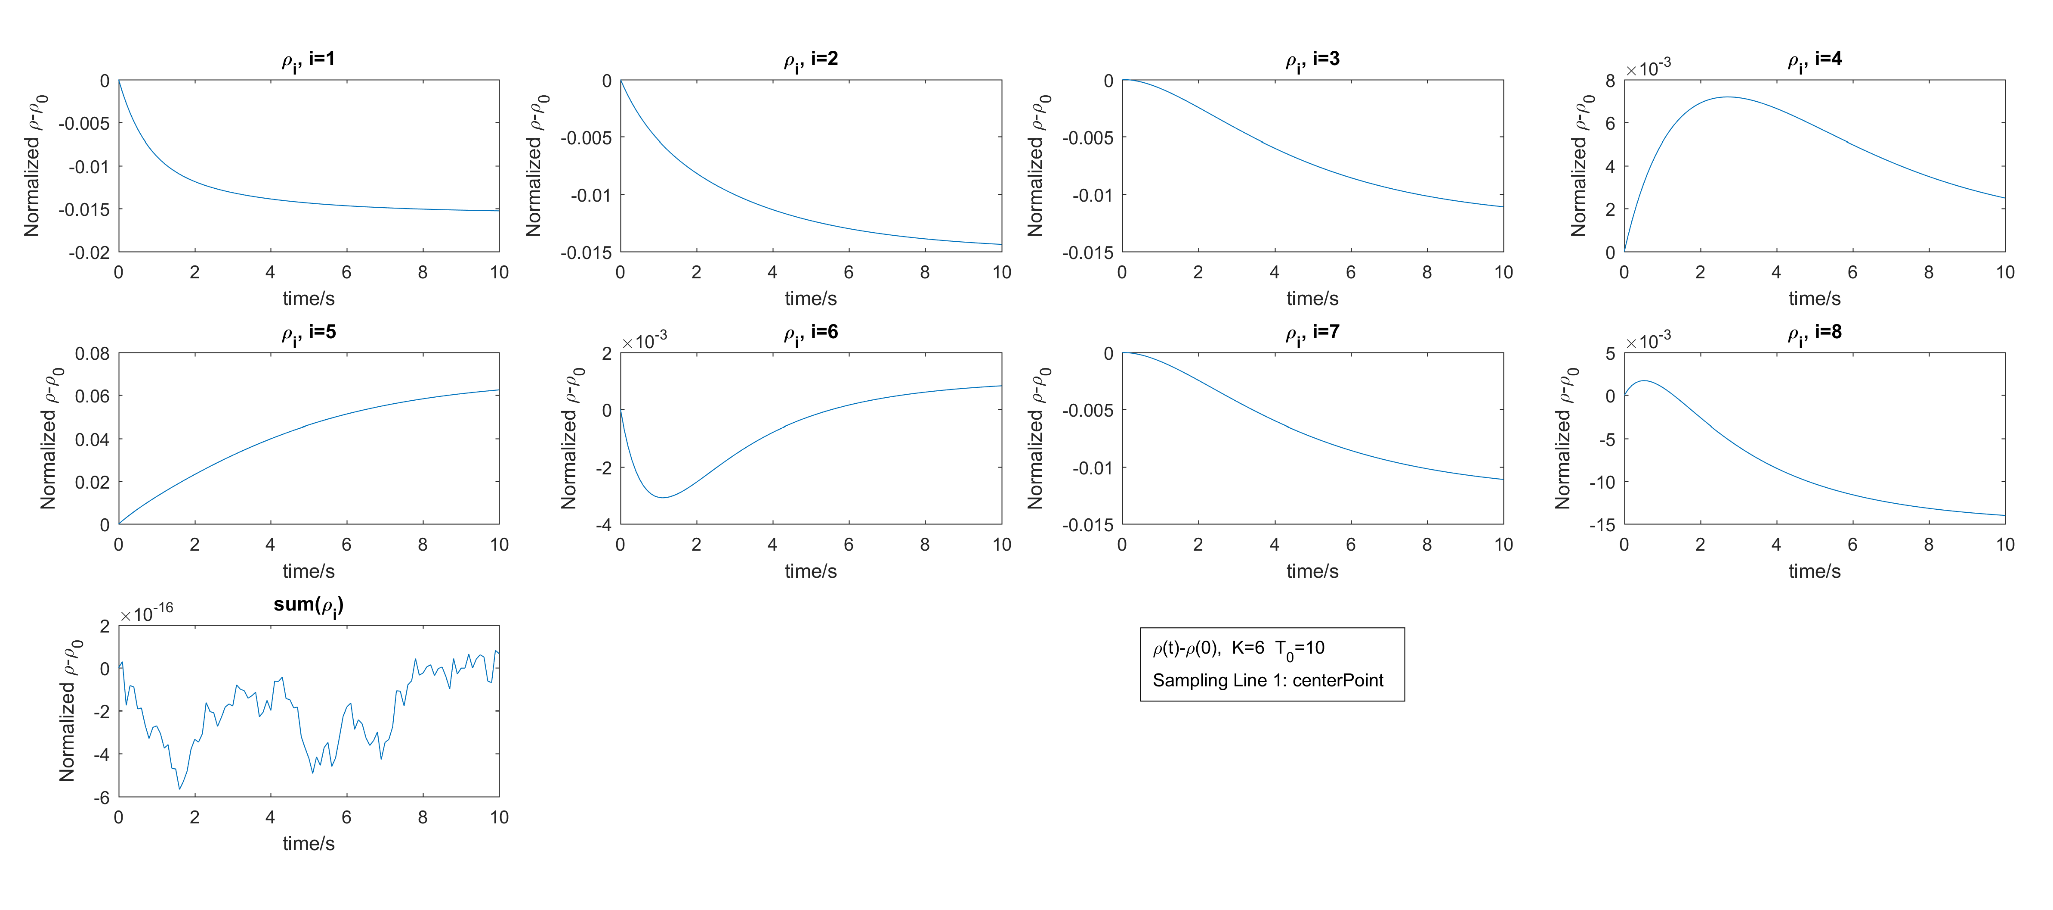 ρi, i=1
Normalized ρ-ρ0
0
-0.005
-0.01
-0.015
-0.02
0 2 4 6 8 10
time/s
ρi, i=2
Normalized ρ-ρ0
0
-0.005
-0.01
-0.015
0 2 4 6 8 10
time/s
ρi, i=3
Normalized ρ-ρ0
0
-0.005
-0.01
-0.015
0 2 4 6 8 10
time/s
ρi, i=4
×10-3
Normalized ρ-ρ0
8
6
4
2
0
0 2 4 6 8 10
time/s
ρi, i=5
Normalized ρ-ρ0
0.08
0.06
0.04
0.02
0
0 2 4 6 8 10
time/s
ρi, i=6
×10-3
Normalized ρ-ρ0
2
0
-2
-4
0 2 4 6 8 10
time/s
ρi, i=7
Normalized ρ-ρ0
0
-0.005
-0.01
-0.015
0 2 4 6 8 10
time/s
ρi, i=8
×10-3
Normalized ρ-ρ0
5
0
-5
-10
-15
0 2 4 6 8 10
time/s
sum(ρi)
×10-16
Normalized ρ-ρ0
2
0
-2
-4
-6
0 2 4 6 8 10
time/s
ρ(t)-ρ(0), K=6 T0=10
Sampling Line 1: centerPoint